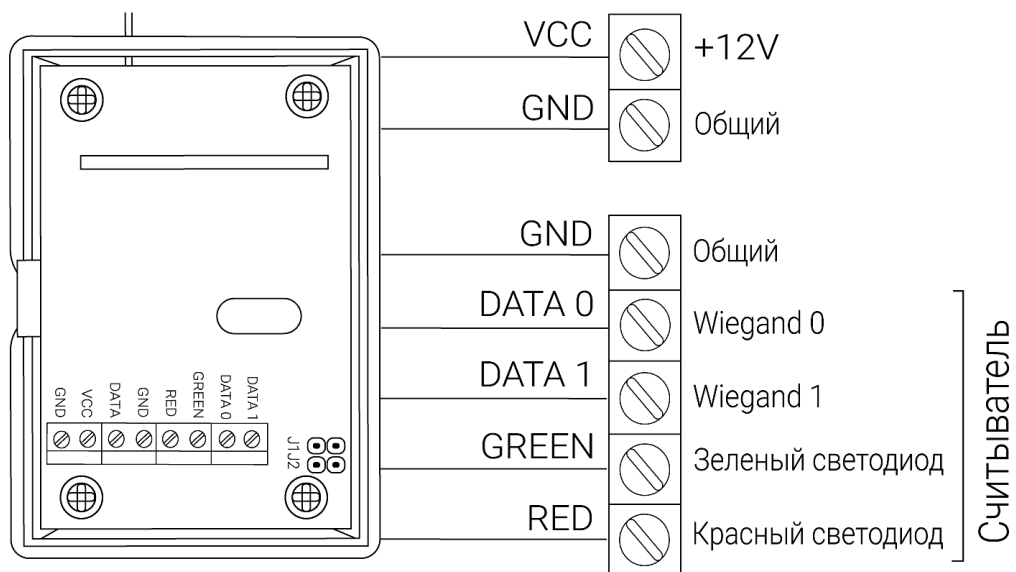 VCC +12V
GND Общий
GND Общий
DATA 0 Wiegand 0
DATA 1 Wiegand 1
GREEN Зеленый светодиод
RED Красный светодиод
Считыватель
GND VCC DATA GND RED GREEN DATA 0 DATA 1
J1 J2